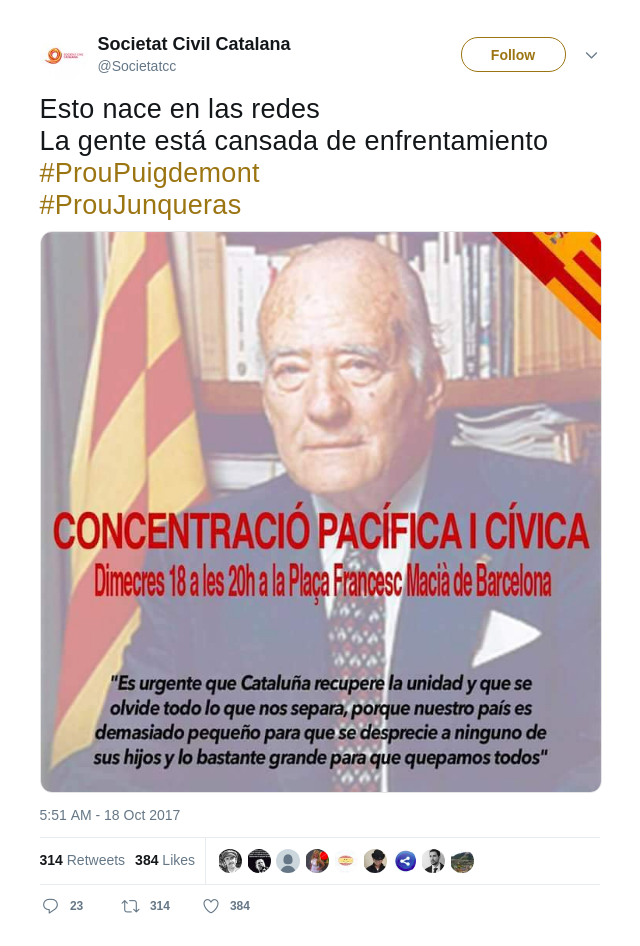 Societat Civil Catalana
@Societatcc
Follow
Esto nace en las redes
La gente está cansada de enfrentamiento
#ProuPuigdemont
#ProuJunqueras
CONCENTRACIÓ PACÍFICA I CÍVICA
Dimecres 18 a les 20h a la Plaça Francesc Macià de Barcelona
"Es urgente que Cataluña recupere la unidad y que se
olvide todo lo que nos separa, porque nuestro país es
demasiado pequeño para que se desprecie a ninguno de
sus hijos y lo bastante grande para que quepamos todos"
5:51 AM - 18 Oct 2017
314 Retweets 384 Likes
23 314 384